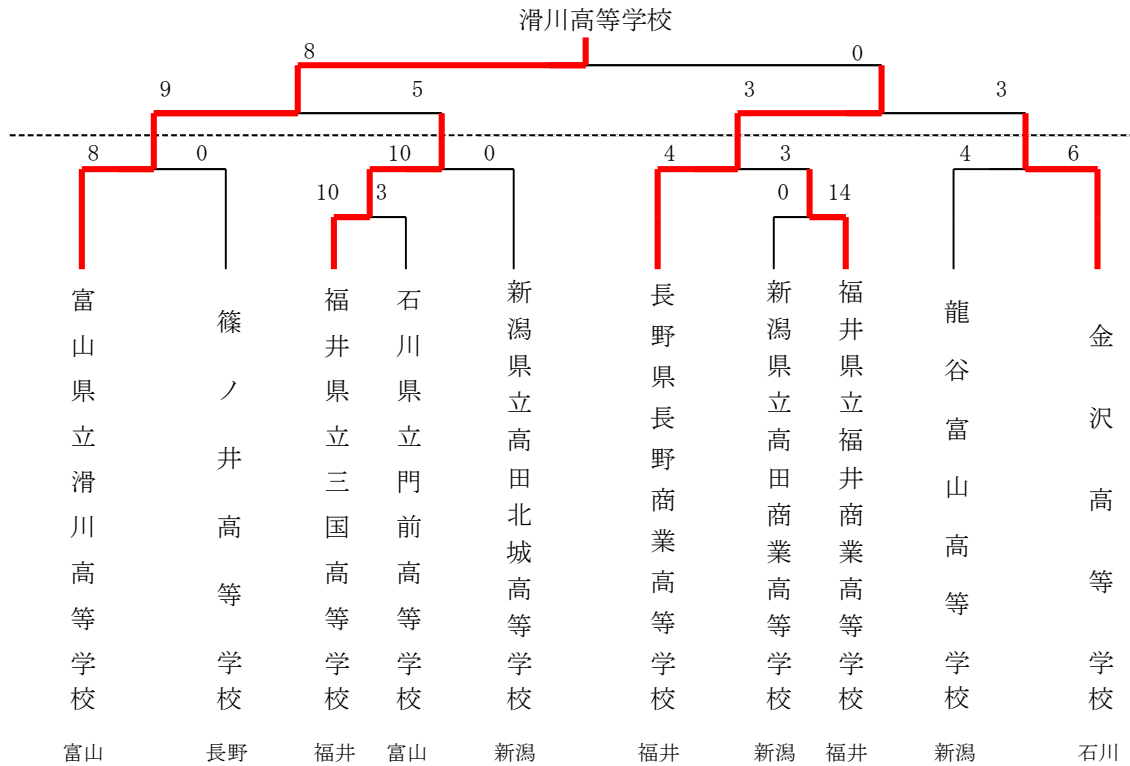 滑川高等学校
8 0
9 5 3 3
8 0 10 0 4 3 4 6
10 3 0 14
富山県立滑川高等学校
篠ノ井高等学校
福井県立三国高等学校
石川県立門前高等学校
新潟県立高田北城高等学校
長野県長野商業高等学校
新潟県立高田商業高等学校
福井県立福井商業高等学校
龍谷富山高等学校
金沢高等学校
富山 長野 福井 富山 新潟 福井 新潟 福井 新潟 石川